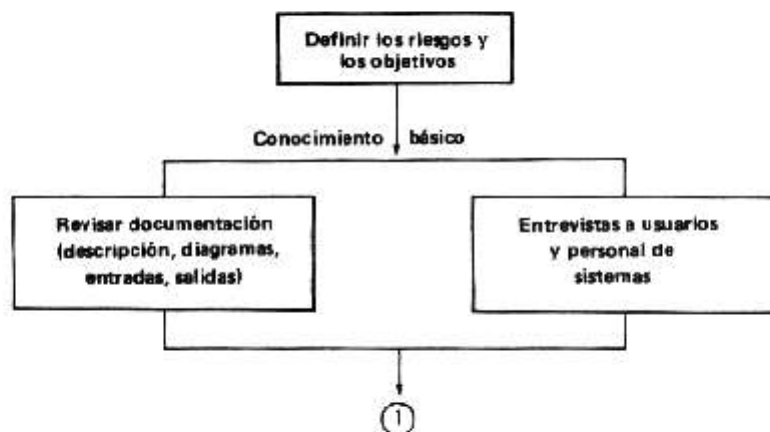 Definir los riesgos y
los objetivos
Conocimiento básico
Revisar documentación
(descripción, diagramas,
entradas, salidas)
Entrevistas a usuarios
y personal de
sistemas
1